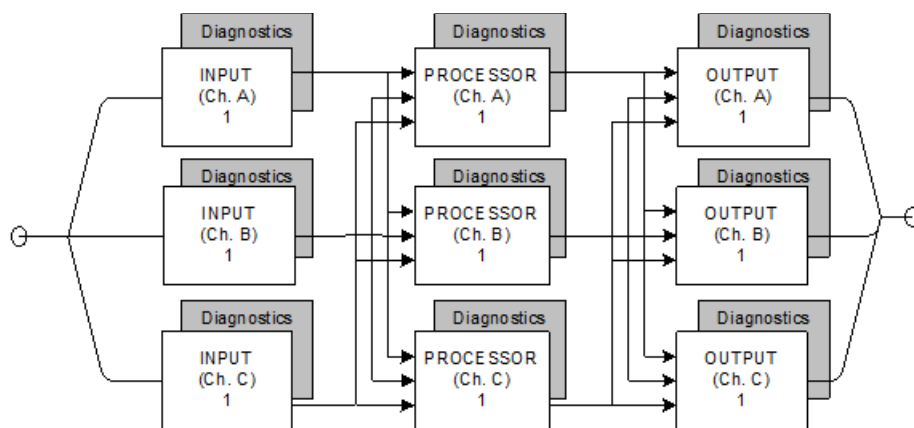 Diagnostics
INPUT
(Ch. A)
1
Diagnostics
PROCESSOR
(Ch. A)
1
Diagnostics
OUTPUT
(Ch. A)
1
Diagnostics
INPUT
(Ch. B)
1
Diagnostics
PROCESSOR
(Ch. B)
1
Diagnostics
OUTPUT
(Ch. B)
1
Diagnostics
INPUT
(Ch. C)
1
Diagnostics
PROCESSOR
(Ch. C)
1
Diagnostics
OUTPUT
(Ch. C)
1